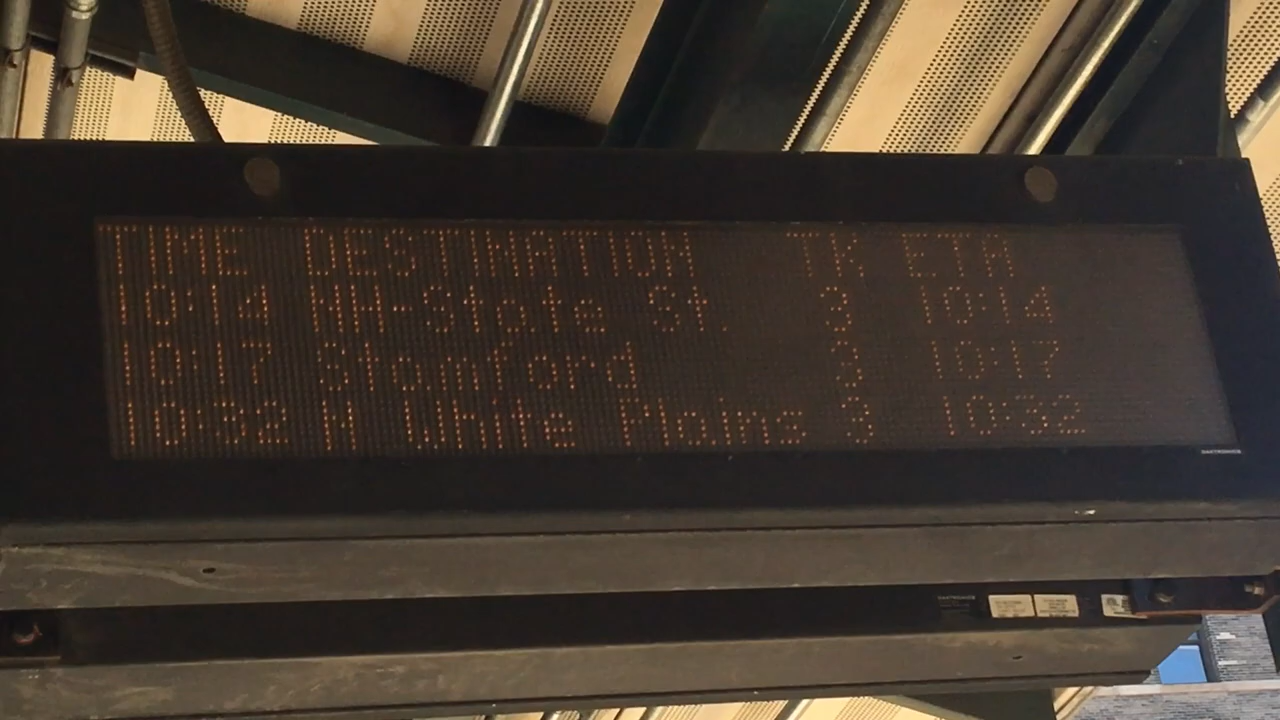 TIME DESTINATION TK ETA
10:14 NH-State St. 3 10:14
10:17 Stamford 3 10:17
10:32 N White Plains 3 10:32
DAKTRONICS